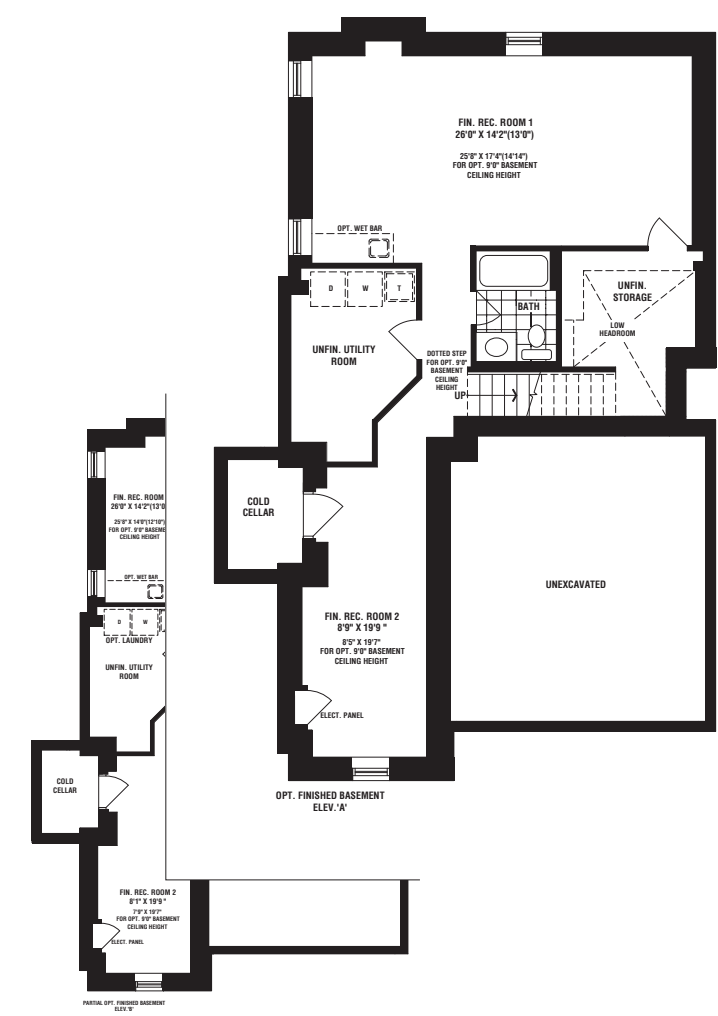 FIN. REC. ROOM 1
26'0" X 14'2"(13'0")
25'8" X 17'4"(14'14")
FOR OPT. 9'0" BASEMENT
CEILING HEIGHT
OPT. WET BAR
D
W
T
UNFIN. UTILITY
ROOM
BATH
UNFIN.
STORAGE
LOW
HEADROOM
DOTTED STEP
FOR OPT. 9'0"
BASEMENT
CEILING
HEIGHT
UP
COLD
CELLAR
UNEXCAVATED
FIN. REC. ROOM 2
8'9" X 19'9 "
8'5" X 19'7"
FOR OPT. 9'0" BASEMENT
CEILING HEIGHT
ELECT. PANEL
OPT. FINISHED BASEMENT
ELEV.'A'
FIN. REC. ROOM
26'0" X 14'2"(13'0
25'8" X 14'0"(12'10")
FOR OPT. 9'0" BASEME
CEILING HEIGHT
OPT. WET BAR
D
W
OPT. LAUNDRY
UNFIN. UTILITY
ROOM
COLD
CELLAR
FIN. REC. ROOM 2
8'1" X 19'9 "
7'9" X 19'7"
FOR OPT. 9'0" BASEMENT
CEILING HEIGHT
ELECT. PANEL
PARTIAL OPT. FINISHED BASEMENT
ELEV.'B'